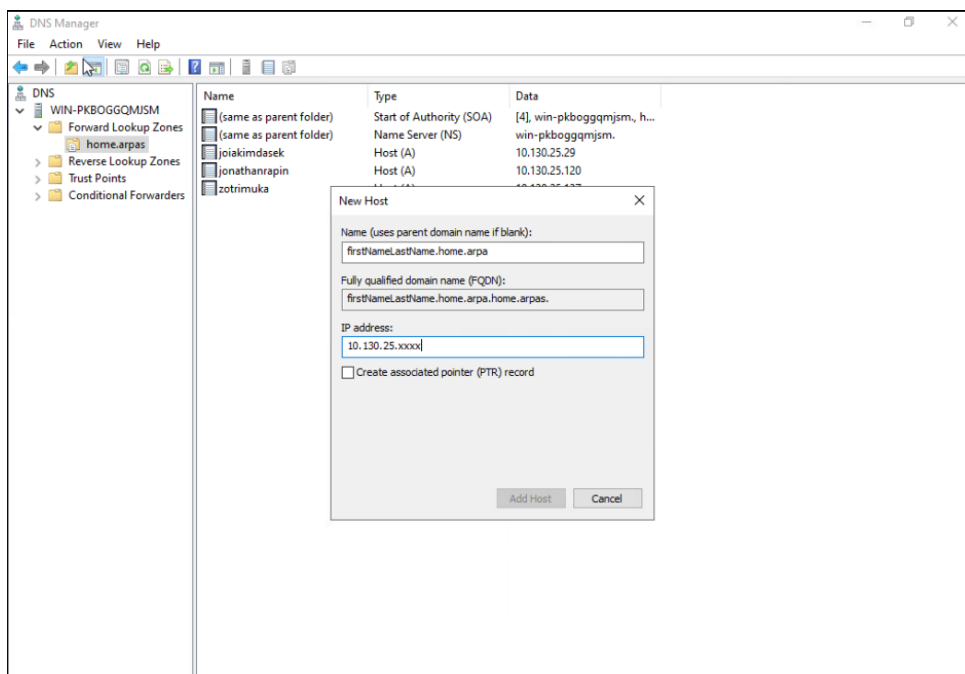 DNS Manager
File Action View Help
DNS
WIN-PKBOGGQMJSM
Forward Lookup Zones
home.arpas
Reverse Lookup Zones
Trust Points
Conditional Forwarders
Name Type Data
(same as parent folder) Start of Authority (SOA) [4], win-pkboggqmjsm., h...
(same as parent folder) Name Server (NS) win-pkboggqmjsm.
joiakimdasek Host (A) 10.130.25.29
jonathanrapin Host (A) 10.130.25.120
zotrimuka
New Host
Name (uses parent domain name if blank):
firstNameLastName.home.arpa
Fully qualified domain name (FQDN):
firstNameLastName.home.arpa.home.arpas.
IP address:
10.130.25.xxxx
Create associated pointer (PTR) record
Add Host Cancel